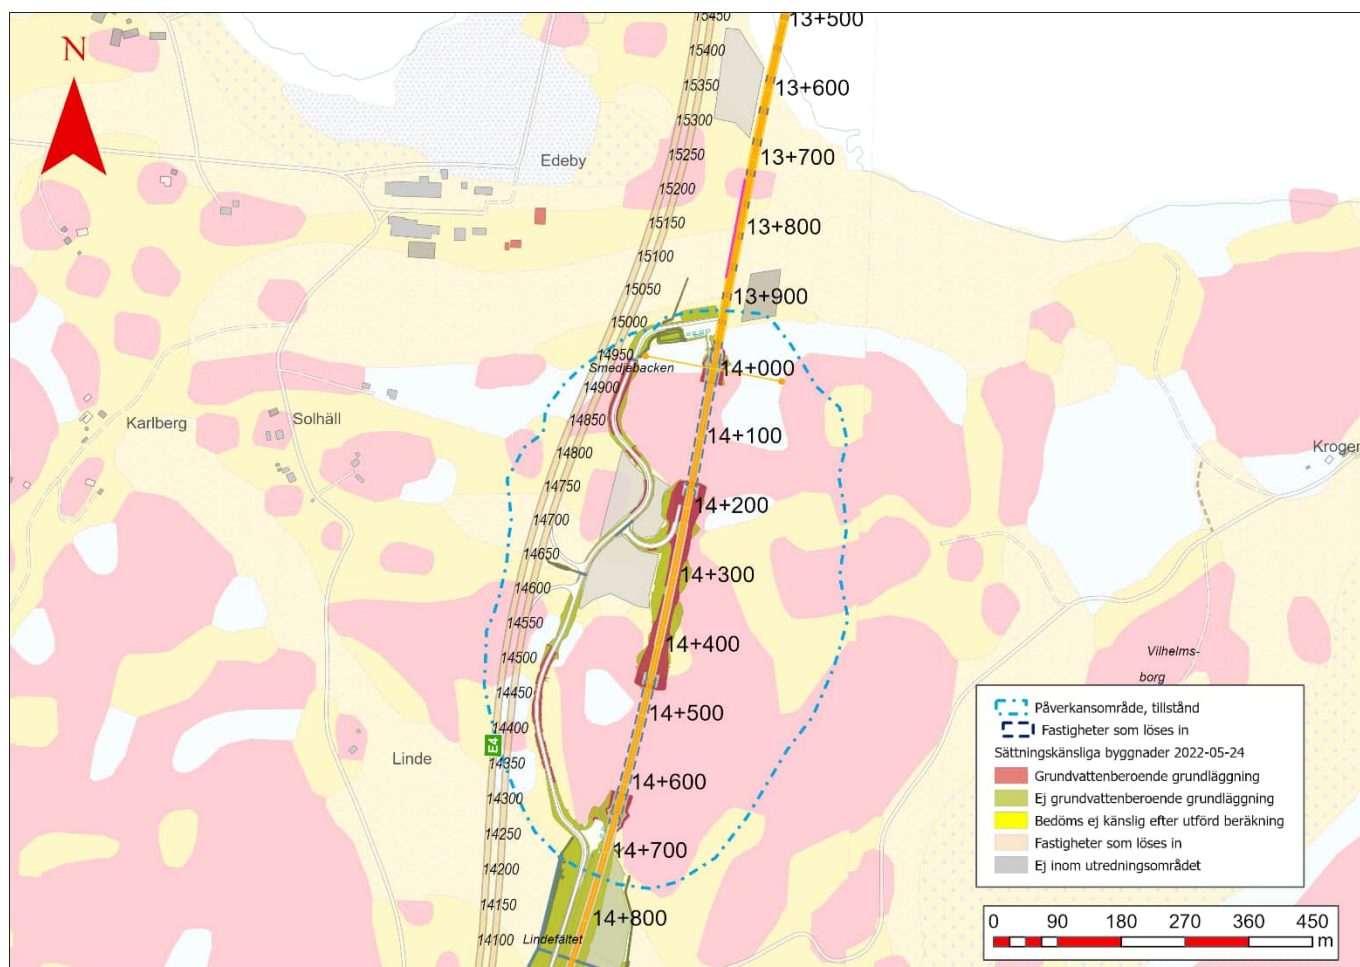 15450
13+500
N
15400
15350
13+600
15300
15250
13+700
Edeby
15200
15150
13+800
15100
15050
13+900
15000
14950
Smedjebacken
14+000
14900
14850
Karlberg
Solhäll
14+100
14800
Kroger
14750
14+200
14700
14650
14+300
14600
14550
14+400
14500
Vilhelms-
borg
14450
14+500
14400
E4
Linde
14350
14+600
14300
14250
14+700
14200
14150
14+800
14100
Lindefältet
Påverkansområde, tillstånd
Fastigheter som löses in
Sättningskänsliga byggnader 2022-05-24
Grundvattenberoende grundläggning
Ej grundvattenberoende grundläggning
Bedöms ej känslig efter utförd beräkning
Fastigheter som löses in
Ej inom utredningsområdet
0 90 180 270 360 450
m